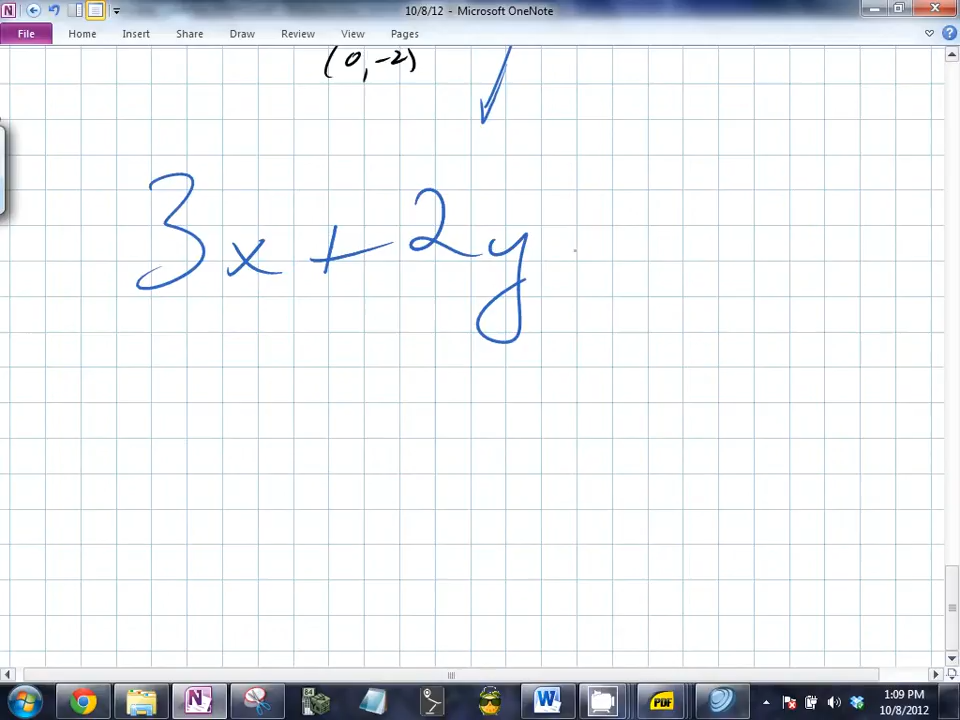 10/8/12 - Microsoft OneNote
File Home Insert Share Draw Review View Pages
(0, -2)
3x + 2y
1:09 PM
10/8/2012